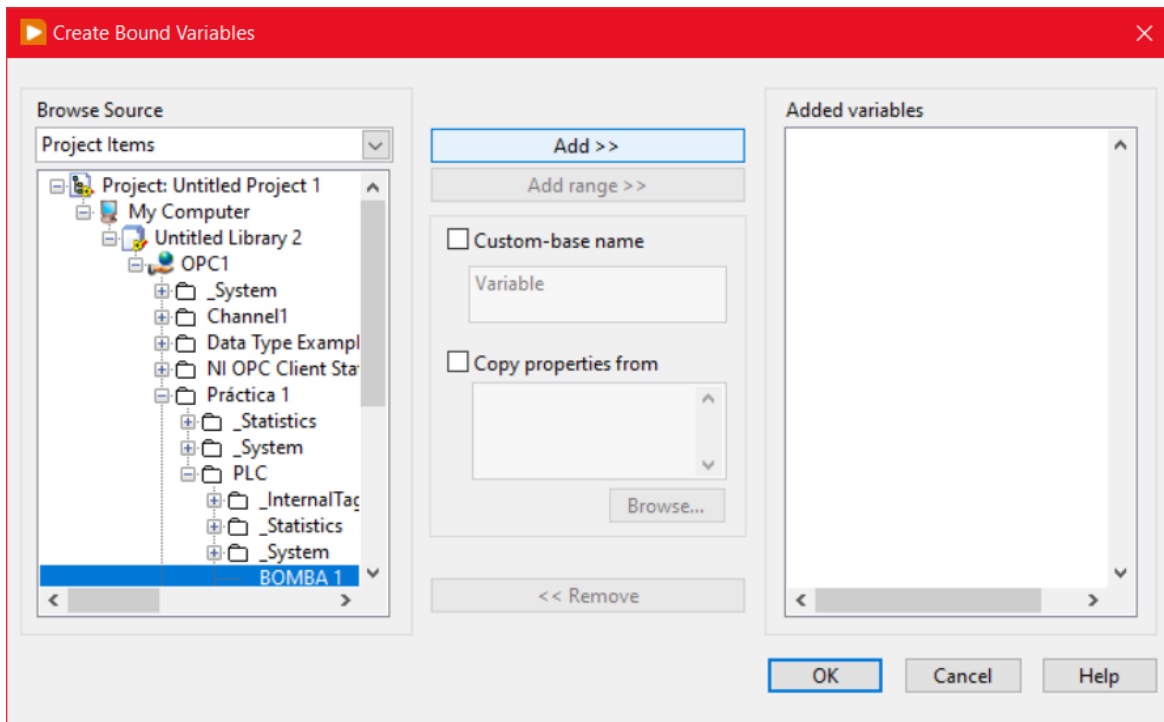 Create Bound Variables
Browse Source
Project Items
Project: Untitled Project 1
My Computer
Untitled Library 2
OPC1
_System
Channel1
Data Type Exampl
NI OPC Client Sta
Práctica 1
_Statistics
_System
PLC
_InternalTag
_Statistics
_System
BOMBA 1
Add >>
Add range >>
Custom-base name
Variable
Copy properties from
Browse...
<< Remove
Added variables
OK
Cancel
Help